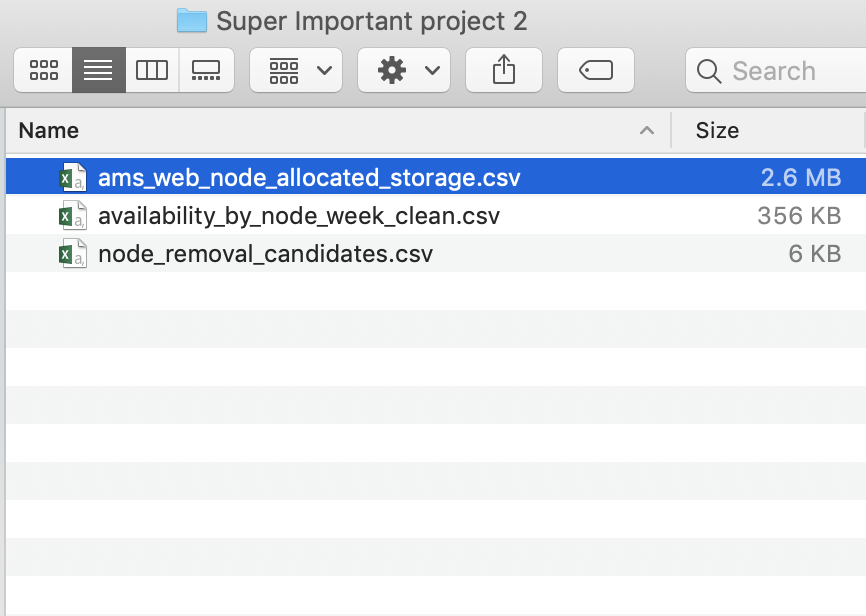 Super Important project 2
Search
Name Size
ams_web_node_allocated_storage.csv 2.6 MB
availability_by_node_week_clean.csv 356 KB
node_removal_candidates.csv 6 KB